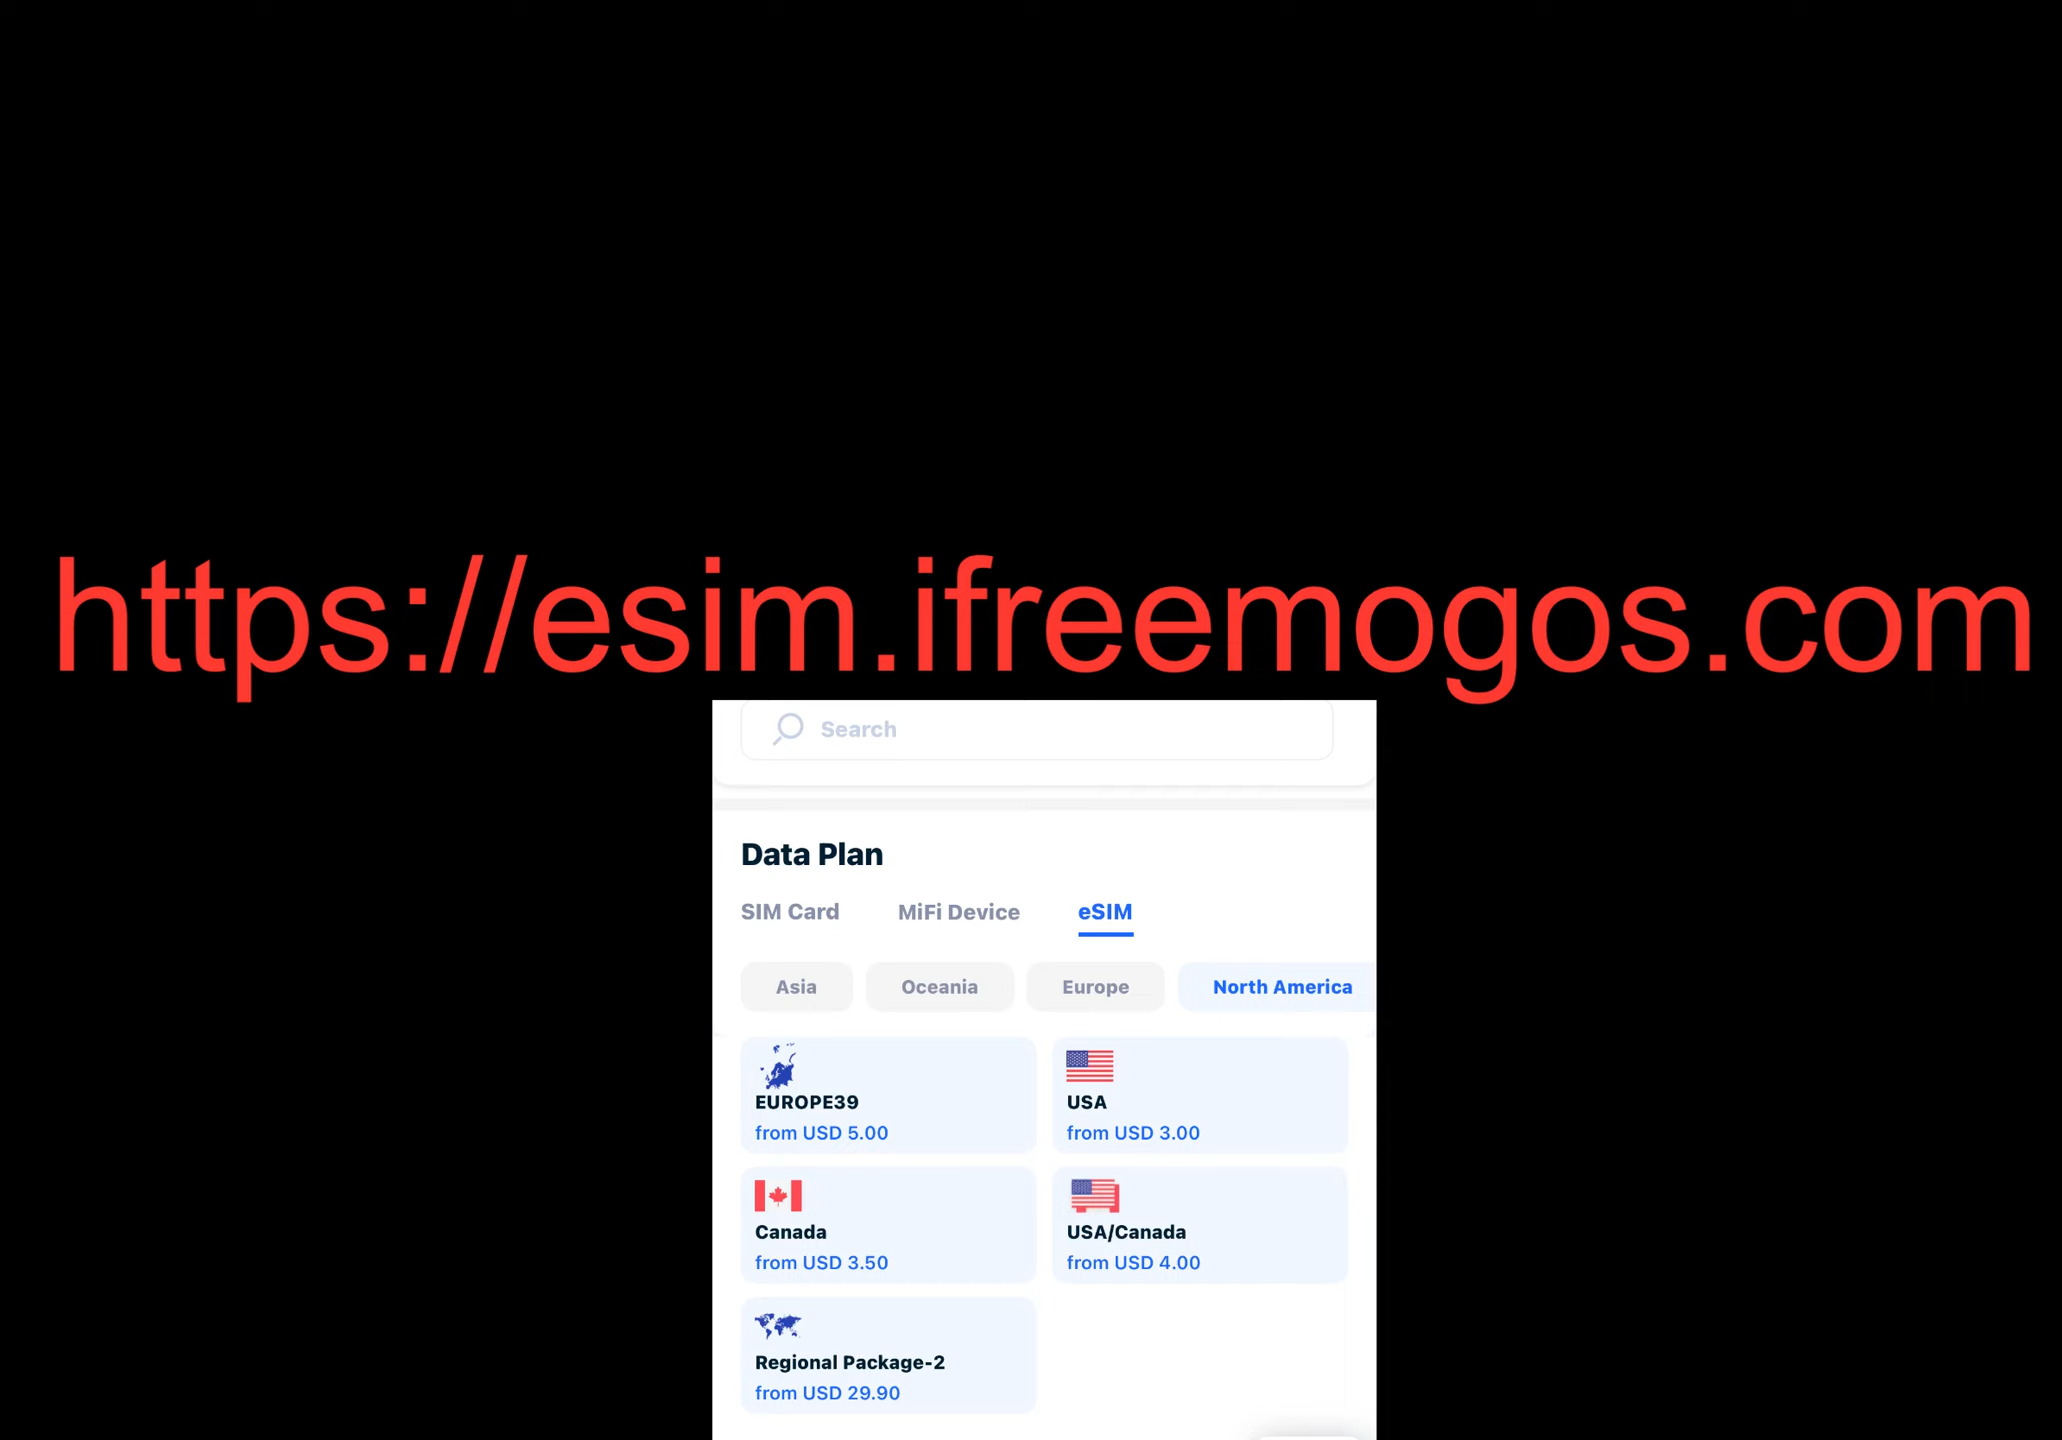 https://esim.ifreemogos.com
Search
Data Plan
SIM Card MiFi Device eSIM
Asia Oceania Europe North America
EUROPE39
from USD 5.00
USA
from USD 3.00
Canada
from USD 3.50
USA/Canada
from USD 4.00
Regional Package-2
from USD 29.90